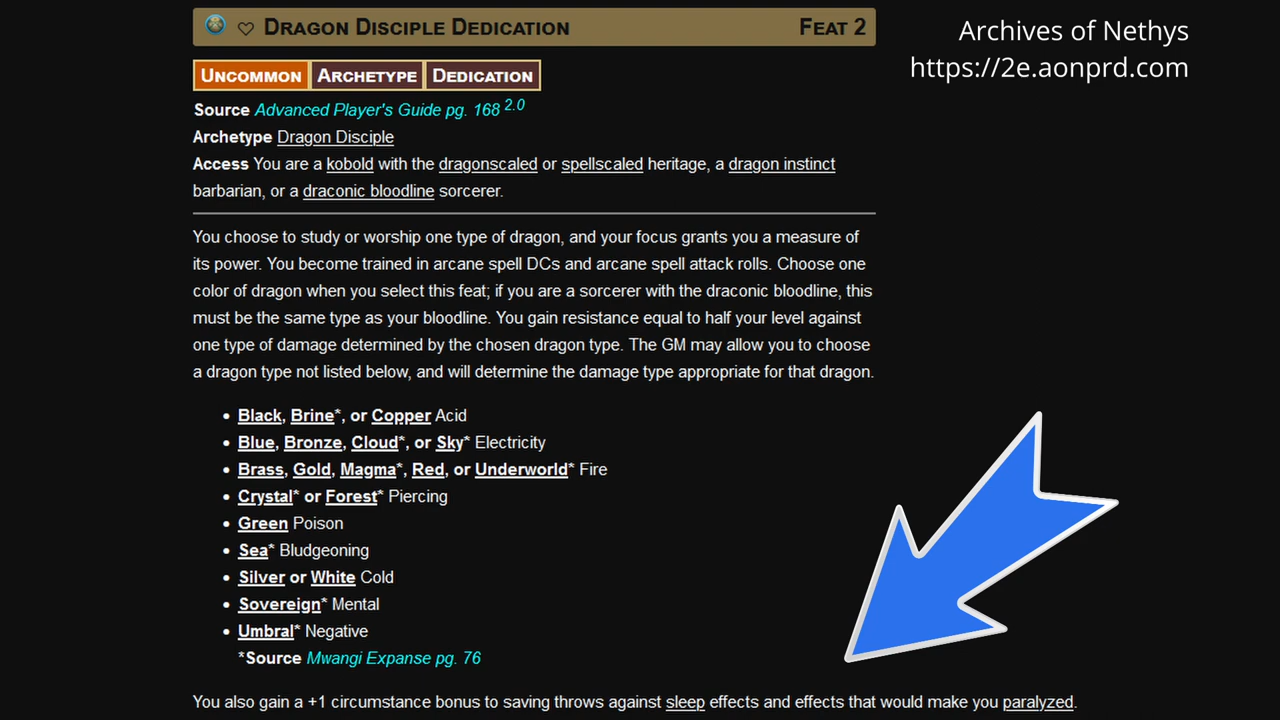 Dragon Disciple Dedication Feat 2
Archives of Nethys
https://2e.aonprd.com
Uncommon Archetype Dedication
Source Advanced Player's Guide pg. 168 2.0
Archetype Dragon Disciple
Access You are a kobold with the dragonscaled or spellscaled heritage, a dragon instinct
barbarian, or a draconic bloodline sorcerer.
You choose to study or worship one type of dragon, and your focus grants you a measure of
its power. You become trained in arcane spell DCs and arcane spell attack rolls. Choose one
color of dragon when you select this feat; if you are a sorcerer with the draconic bloodline, this
must be the same type as your bloodline. You gain resistance equal to half your level against
one type of damage determined by the chosen dragon type. The GM may allow you to choose
a dragon type not listed below, and will determine the damage type appropriate for that dragon.
• Black, Brine*, or Copper Acid
• Blue, Bronze, Cloud*, or Sky* Electricity
• Brass, Gold, Magma*, Red, or Underworld* Fire
• Crystal* or Forest* Piercing
• Green Poison
• Sea* Bludgeoning
• Silver or White Cold
• Sovereign* Mental
• Umbral* Negative
*Source Mwangi Expanse pg. 76
You also gain a +1 circumstance bonus to saving throws against sleep effects and effects that would make you paralyzed.